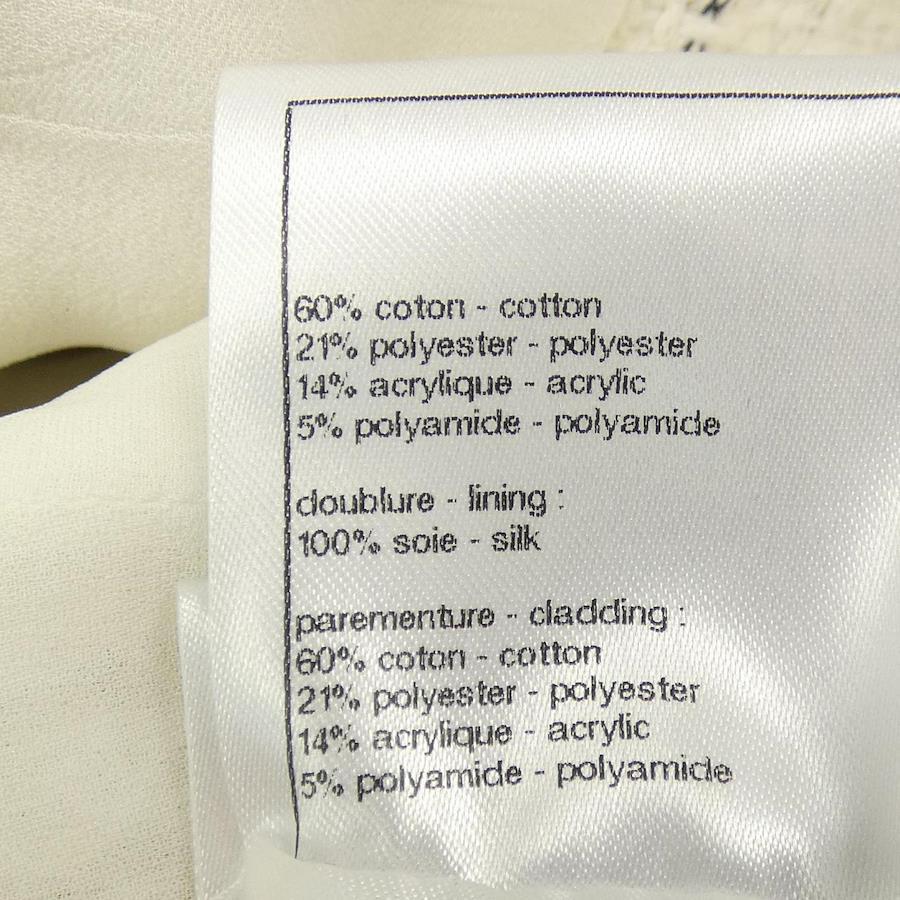 60% coton - cotton
21% polyester - polyester
14% acrylique - acrylic
5% polyamide - polyamide
doublure - lining :
100% soie - silk
parementure - cladding :
60% coton - cotton
21% polyester - polyester
14% acrylique - acrylic
5% polyamide - polyamide